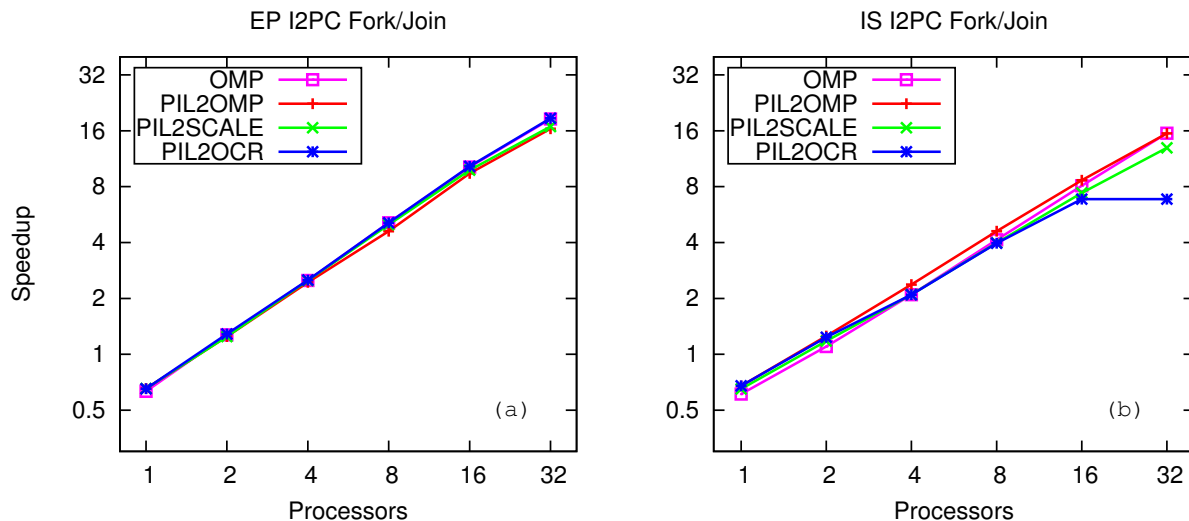 EP I2PC Fork/Join
Speedup
32
16
8
4
2
1
0.5
OMP
PIL2OMP
PIL2SCALE
PIL2OCR
(a)
1 2 4 8 16 32
Processors
IS I2PC Fork/Join
32
16
8
4
2
1
0.5
OMP
PIL2OMP
PIL2SCALE
PIL2OCR
(b)
1 2 4 8 16 32
Processors